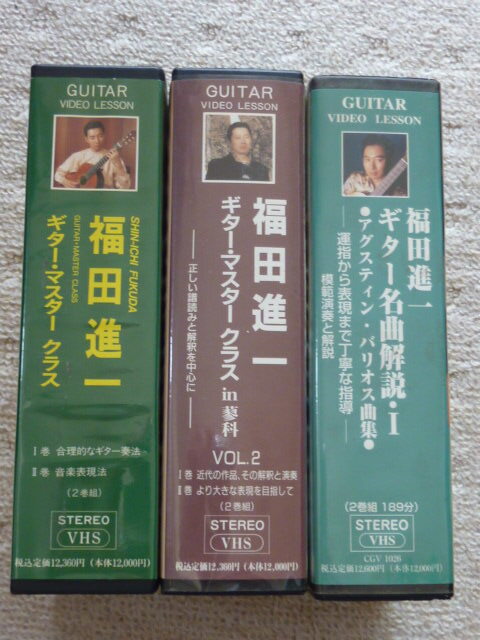 GUITAR
VIDEO LESSON
SHIN-ICHI FUKUDA
GUITAR-MASTER CLASS
福田進一
ギター・マスター クラス
Ⅰ巻 合理的なギター奏法
Ⅱ巻 音楽表現法
(2巻組)
STEREO
VHS
税込定価12,360円(本体12,000円)
GUITAR
VIDEO LESSON
福田進一
ギター・マスター クラス in 蓼科
正しい譜読みと解釈を中心に
VOL.2
Ⅰ巻 近代の作品、その解釈と演奏
Ⅱ巻 より大きな表現を目指して
(2巻組)
STEREO
VHS
税込定価12,360円(本体12,000円)
GUITAR
VIDEO LESSON
福田進一
ギター名曲解説・Ⅰ
●アグスティン・バリオス曲集●
運指から表現まで丁寧な指導
模範演奏と解説
(2巻組 189分)
STEREO
VHS
CGV 1026
税込定価12,600円(本体12,000円)